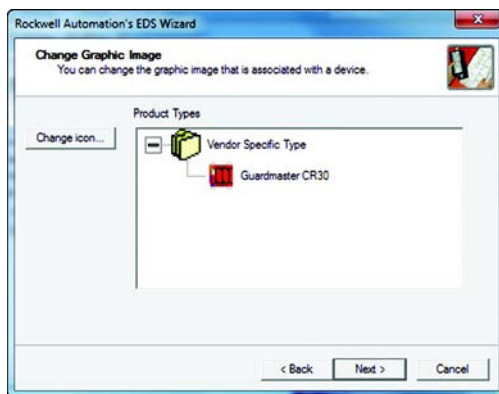 Rockwell Automation's EDS Wizard
Change Graphic Image
You can change the graphic image that is associated with a device.
Product Types
Change icon...
Vendor Specific Type
Guardmaster CR30
< Back
Next >
Cancel